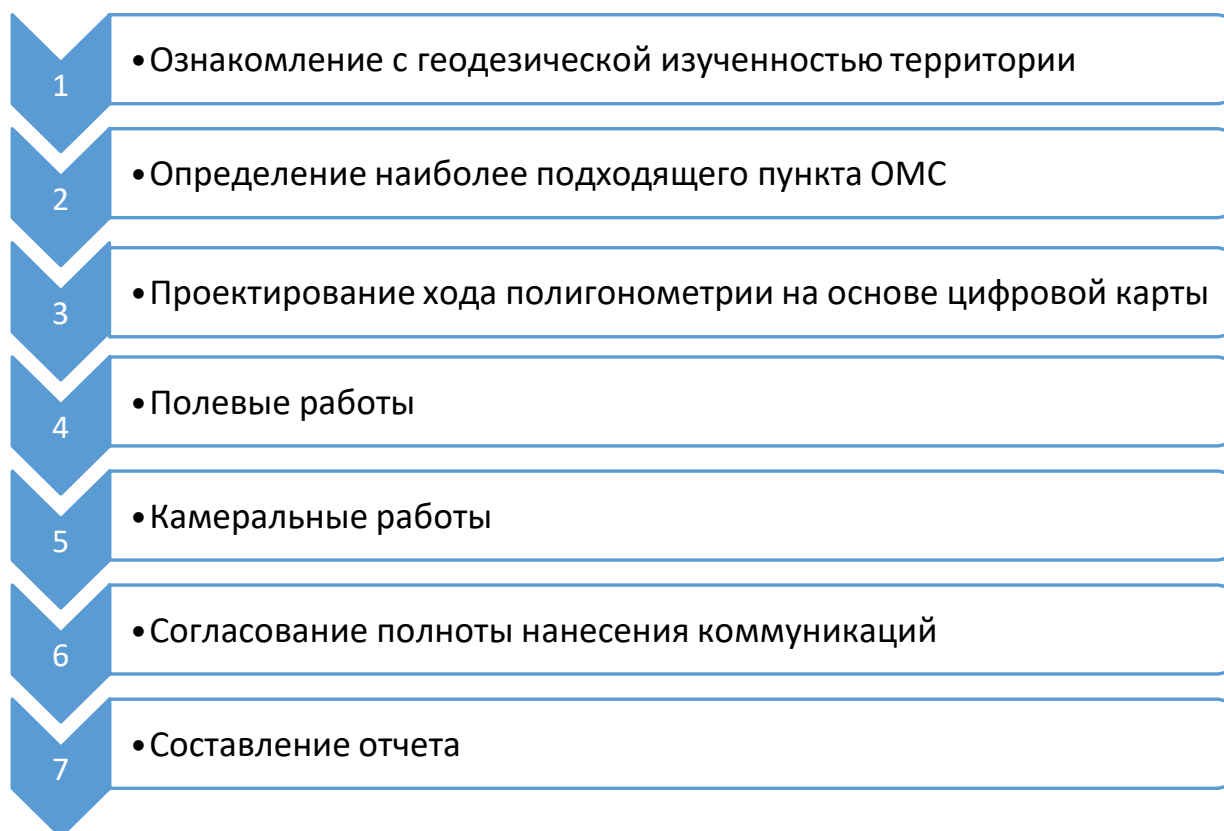 1
•Ознакомление с геодезической изученностью территории
2
•Определение наиболее подходящего пункта ОМС
3
•Проектирование хода полигонометрии на основе цифровой карты
4
•Полевые работы
5
•Камеральные работы
6
•Согласование полноты нанесения коммуникаций
7
•Составление отчета